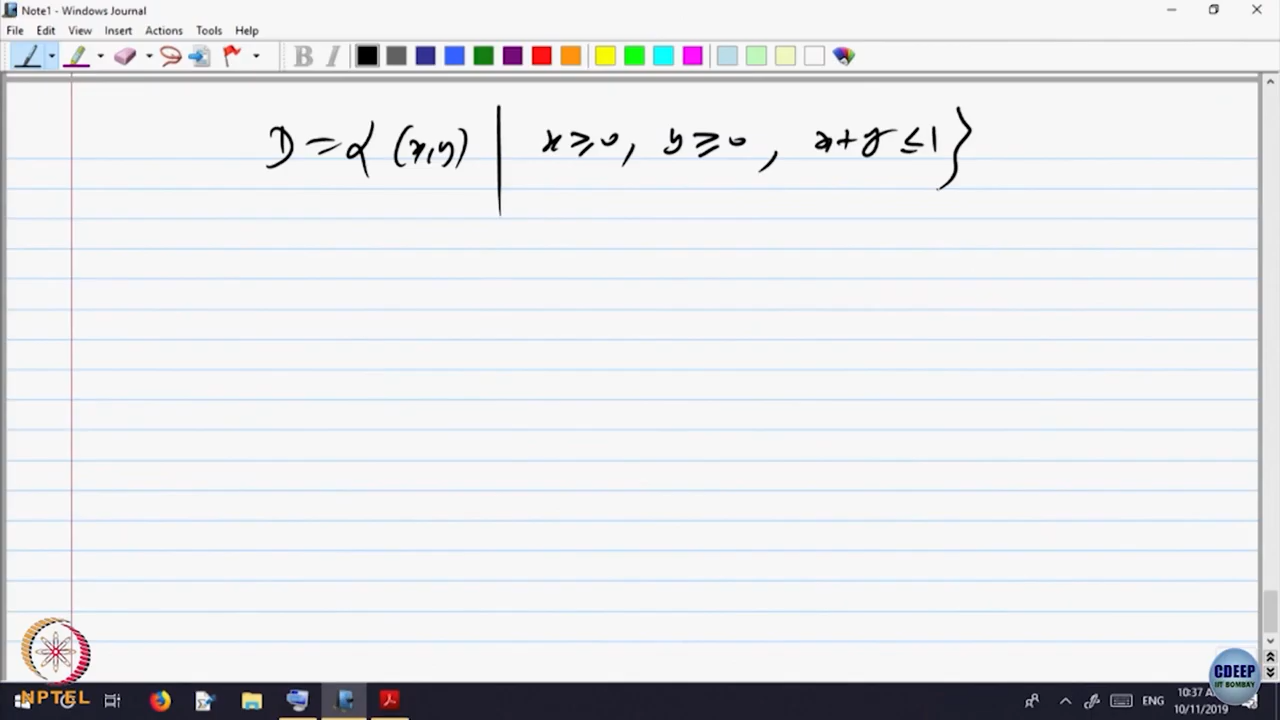 Note1 - Windows Journal
File Edit View Insert Actions Tools Help
B I
D = { (x,y) | x ≥ 0, y ≥ 0, x+y ≤ 1 }
CDEEP
IIT BOMBAY
NPTEL
ENG
10:37 A
10/11/2019